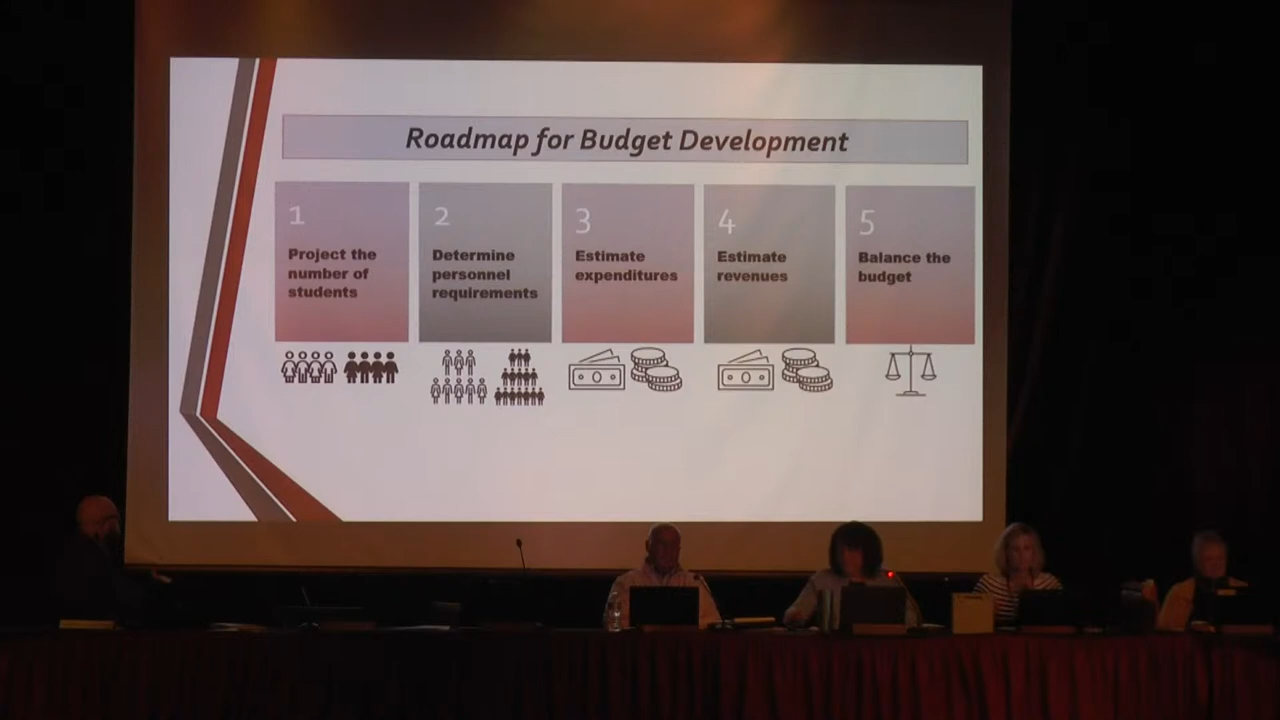 Roadmap for Budget Development
1
Project the
number of
students
2
Determine
personnel
requirements
3
Estimate
expenditures
4
Estimate
revenues
5
Balance the
budget